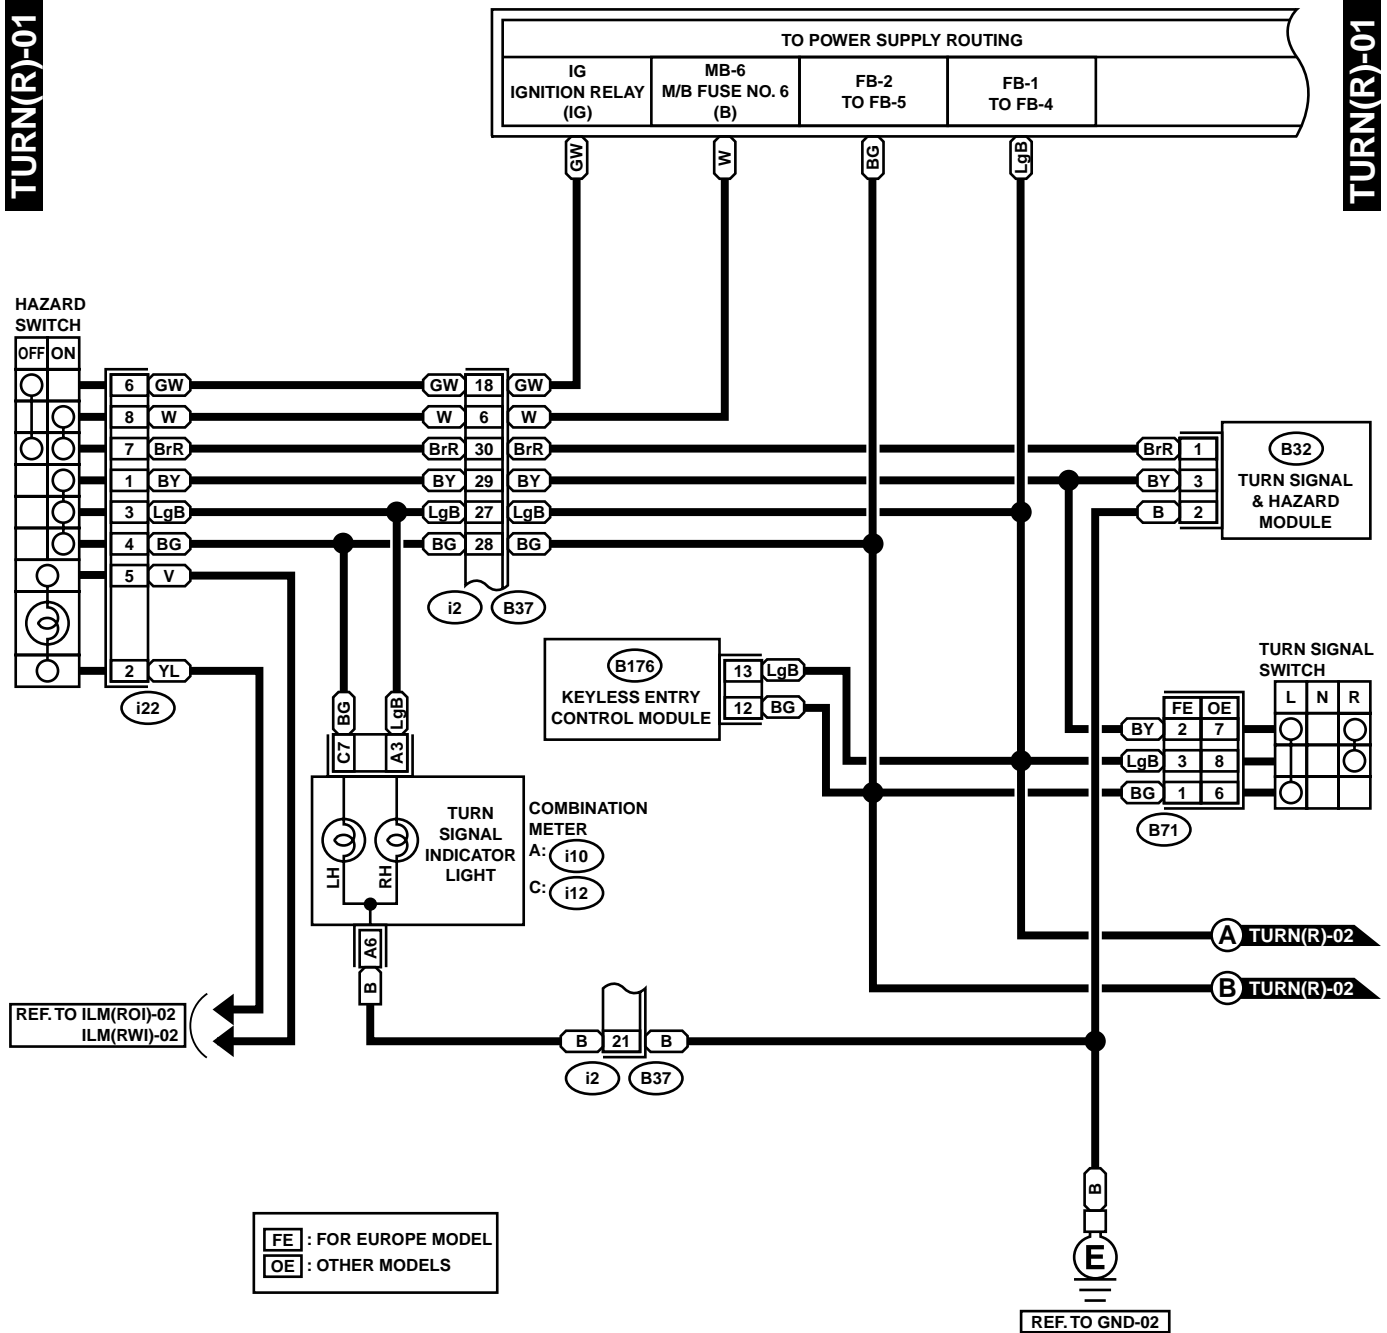 TURN(R)-01
TURN(R)-01
TO POWER SUPPLY ROUTING
IG
IGNITION RELAY
(IG)
MB-6
M/B FUSE NO. 6
(B)
FB-2
TO FB-5
FB-1
TO FB-4
GW
W
BG
LgB
HAZARD
SWITCH
OFF ON
6 GW GW 18 GW
8 W W 6 W
7 BrR BrR 30 BrR BrR 1
1 BY BY 29 BY BY 3
3 LgB LgB 27 LgB B 2
4 BG BG 28 BG
5 V
2 YL
i22
i2 B37
B32
TURN SIGNAL
& HAZARD
MODULE
B176
KEYLESS ENTRY
CONTROL MODULE
13 LgB
12 BG
TURN SIGNAL
SWITCH
L N R
FE OE
BY 2 7
LgB 3 8
BG 1 6
B71
BG LgB
C7 A3
TURN
SIGNAL
INDICATOR
LIGHT
LH RH
COMBINATION
METER
A: i10
C: i12
A6
B
A TURN(R)-02
B TURN(R)-02
REF. TO ILM(ROI)-02
ILM(RWI)-02
B 21 B
i2 B37
B
E
REF. TO GND-02
FE : FOR EUROPE MODEL
OE : OTHER MODELS